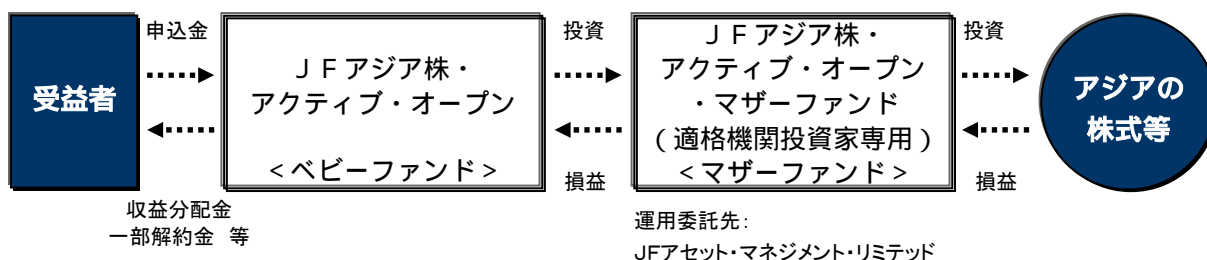 受益者
申込金
収益分配金
一部解約金 等
JFアジア株・
アクティブ・オープン
<ベビーファンド>
投資
損益
JFアジア株・
アクティブ・オープン
・マザーファンド
(適格機関投資家専用)
<マザーファンド>
運用委託先:
JFアセット・マネジメント・リミテッド
投資
損益
アジアの
株式等